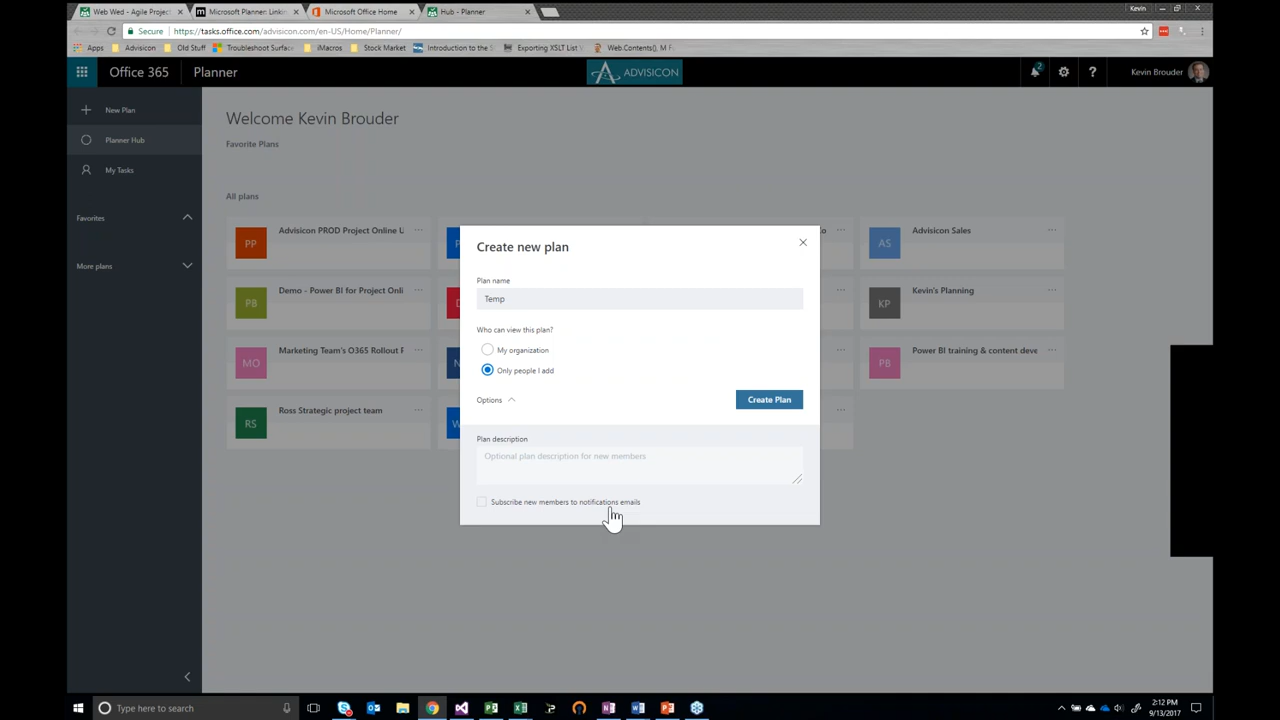 Web Wed - Agile Projec
Microsoft Planner: Linkin
Microsoft Office Home
Hub - Planner
Kevin
Secure
https://tasks.office.com/advisicon.com/en-US/Home/Planner/
Apps
Advisicon
Old Stuff
Troubleshoot Surface
iMacros
Stock Market
Introduction to the S
Exporting XSLT List V
Web.Contents(), M F
Office 365
Planner
ADVISICON
2
?
Kevin Brouder
New Plan
Planner Hub
My Tasks
Favorites
More plans
Welcome Kevin Brouder
Favorite Plans
All plans
PP
Advisicon PROD Project Online U
AS
Advisicon Sales
PB
Demo - Power BI for Project Onli
KP
Kevin's Planning
MO
Marketing Team's O365 Rollout P
PB
Power BI training & content deve
RS
Ross Strategic project team
Create new plan
Plan name
Temp
Who can view this plan?
My organization
Only people I add
Options
Create Plan
Plan description
Optional plan description for new members
Subscribe new members to notifications emails
Type here to search
2:12 PM
9/13/2017